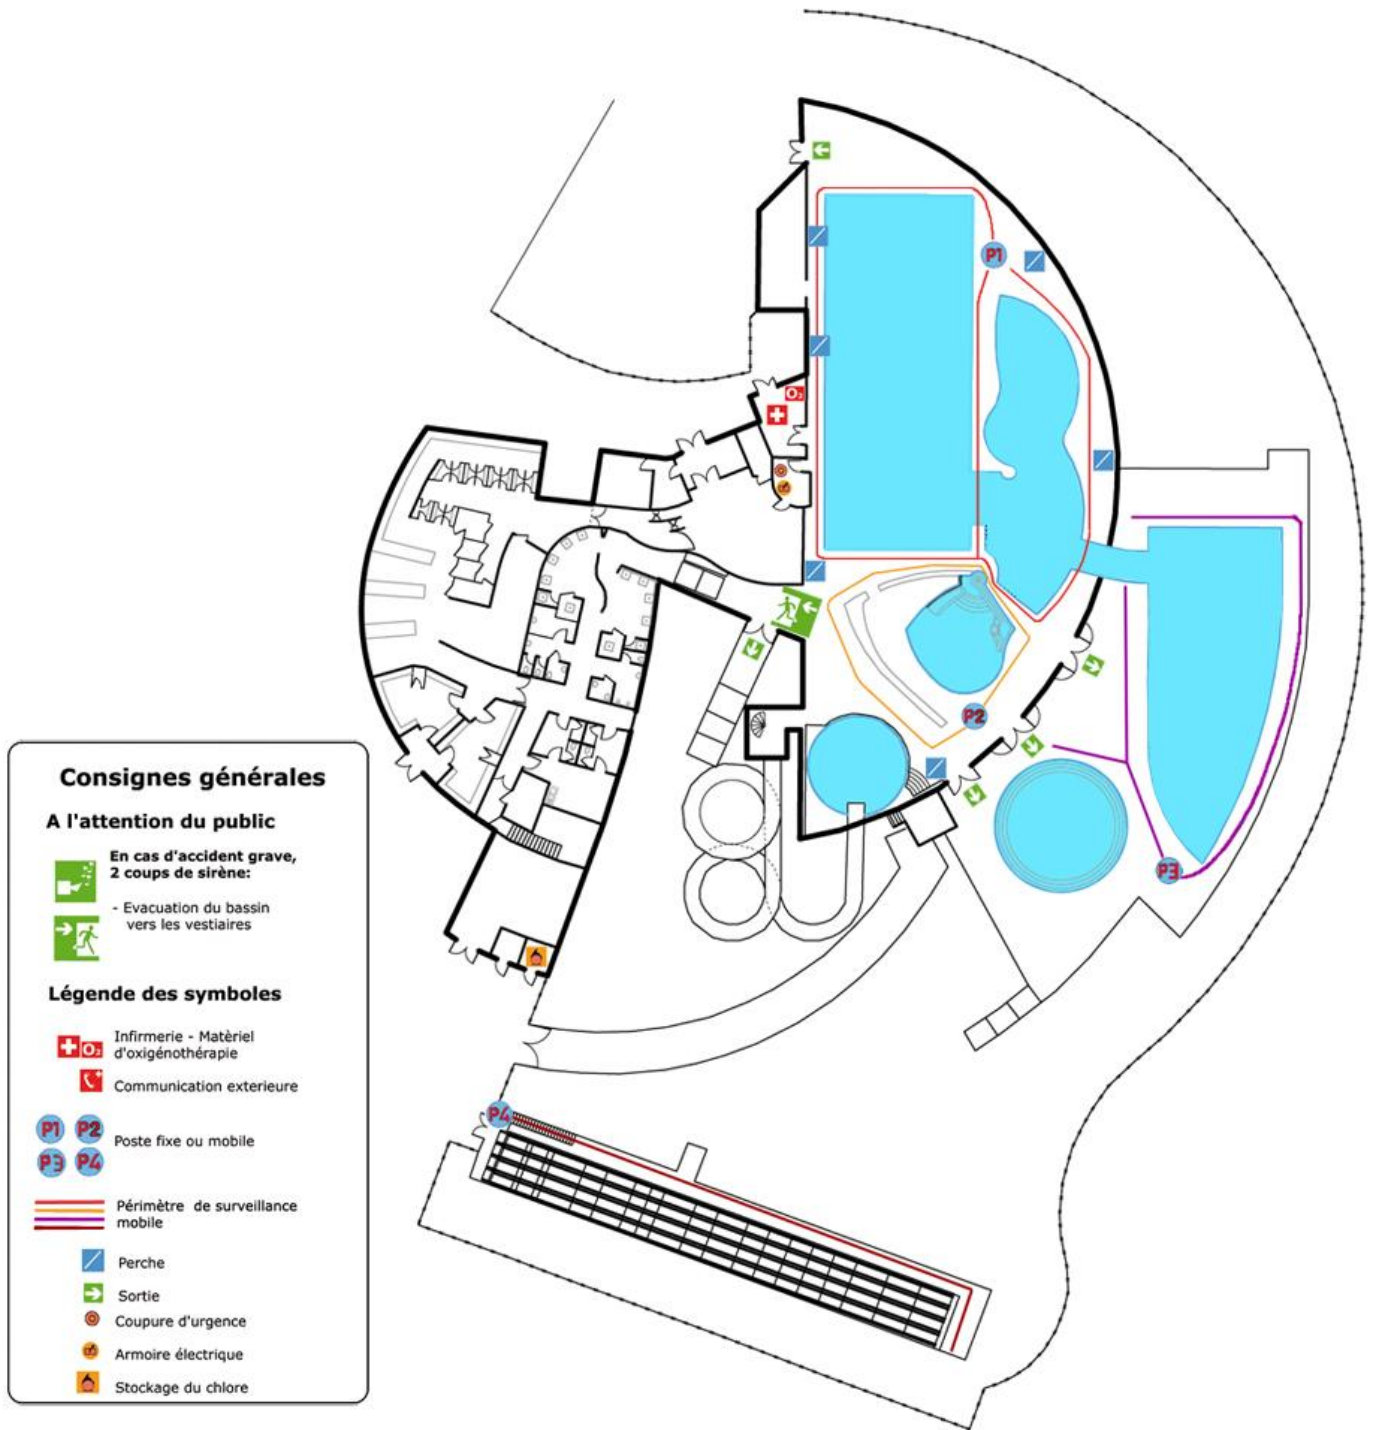 P1
O₂
P2
P3
P4
Consignes générales
A l'attention du public
En cas d'accident grave,
2 coups de sirène:
- Evacuation du bassin
vers les vestiaires
Légende des symboles
O₂
Infirmerie - Matèriel
d'oxigénothérapie
Communication exterieure
P1 P2
P3 P4
Poste fixe ou mobile
Périmètre de surveillance
mobile
Perche
Sortie
Coupure d'urgence
Armoire électrique
Stockage du chlore